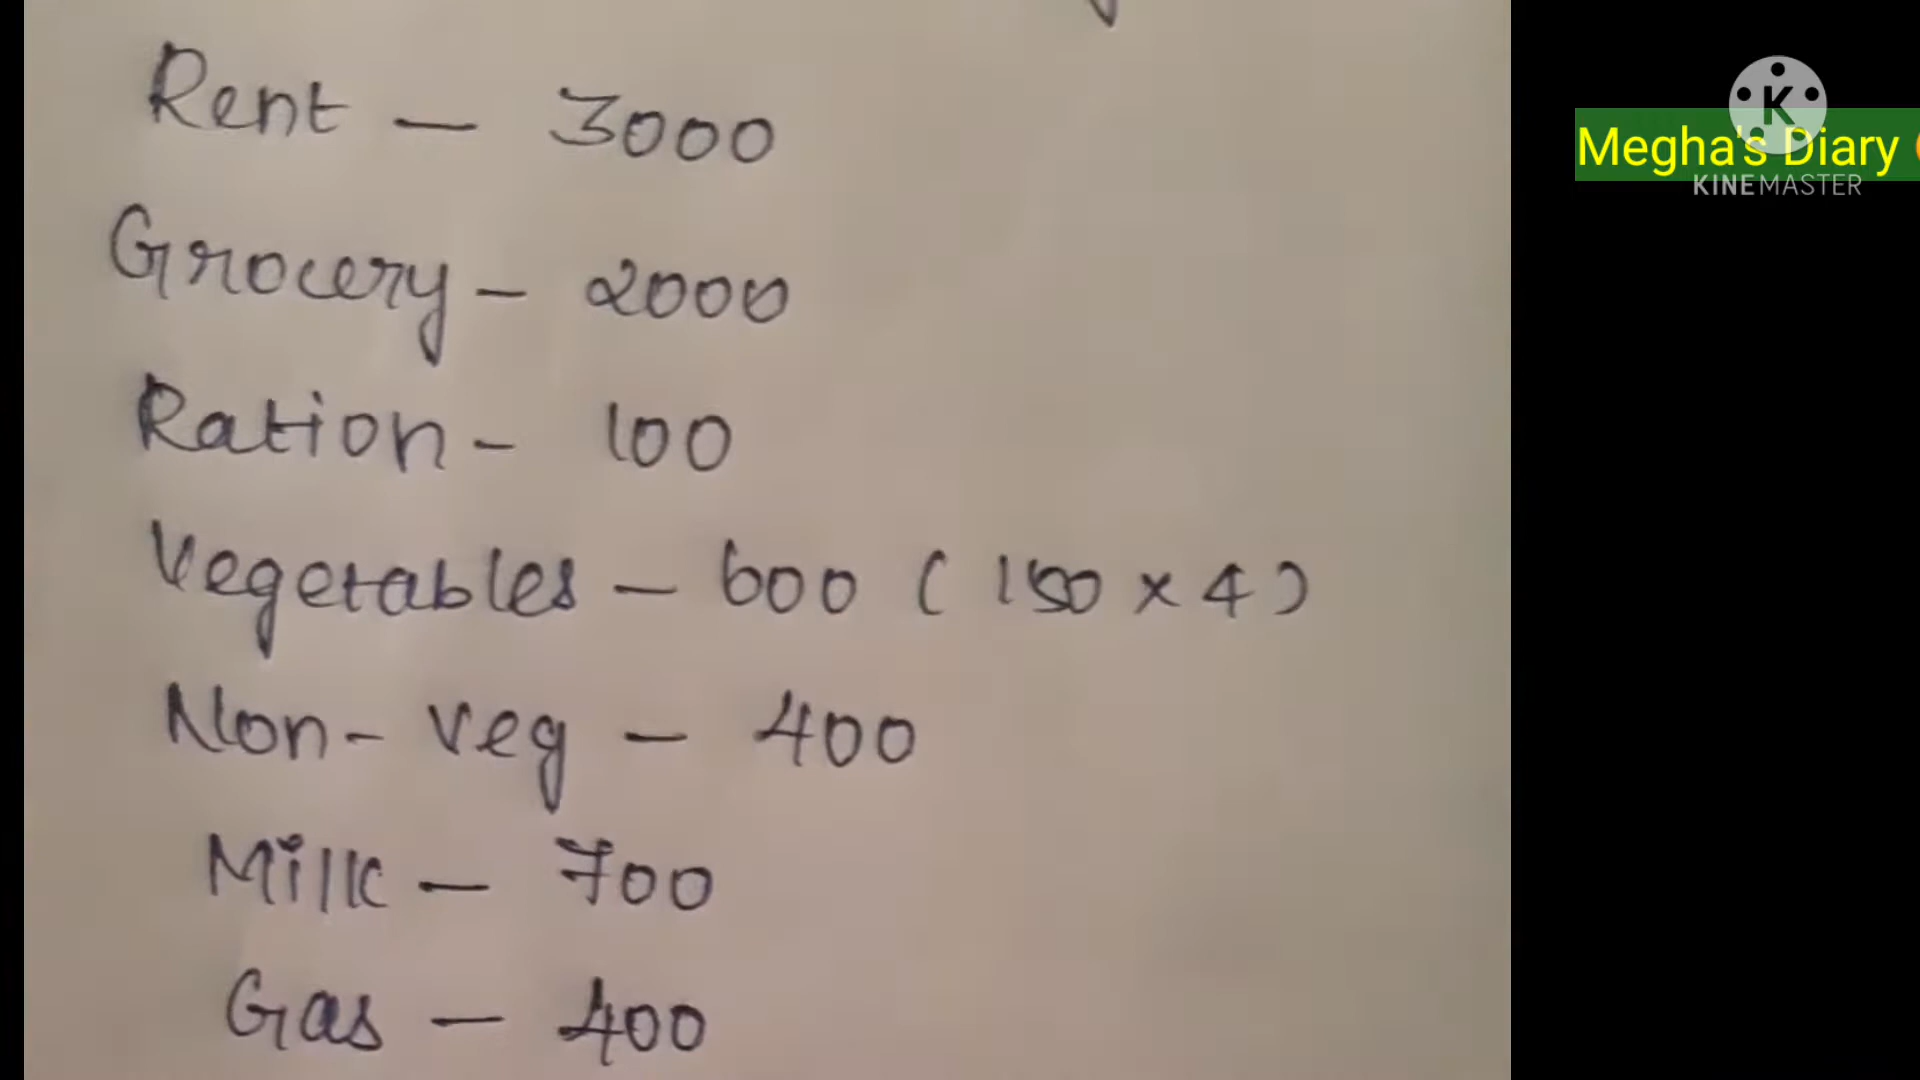 Rent — 3000
Grocery – 2000
Ration – 100
Vegetables – 600 (150 x 4)
Non-veg – 400
Milk – 700
Gas – 400
Megha's Diary
K
KINEMASTER